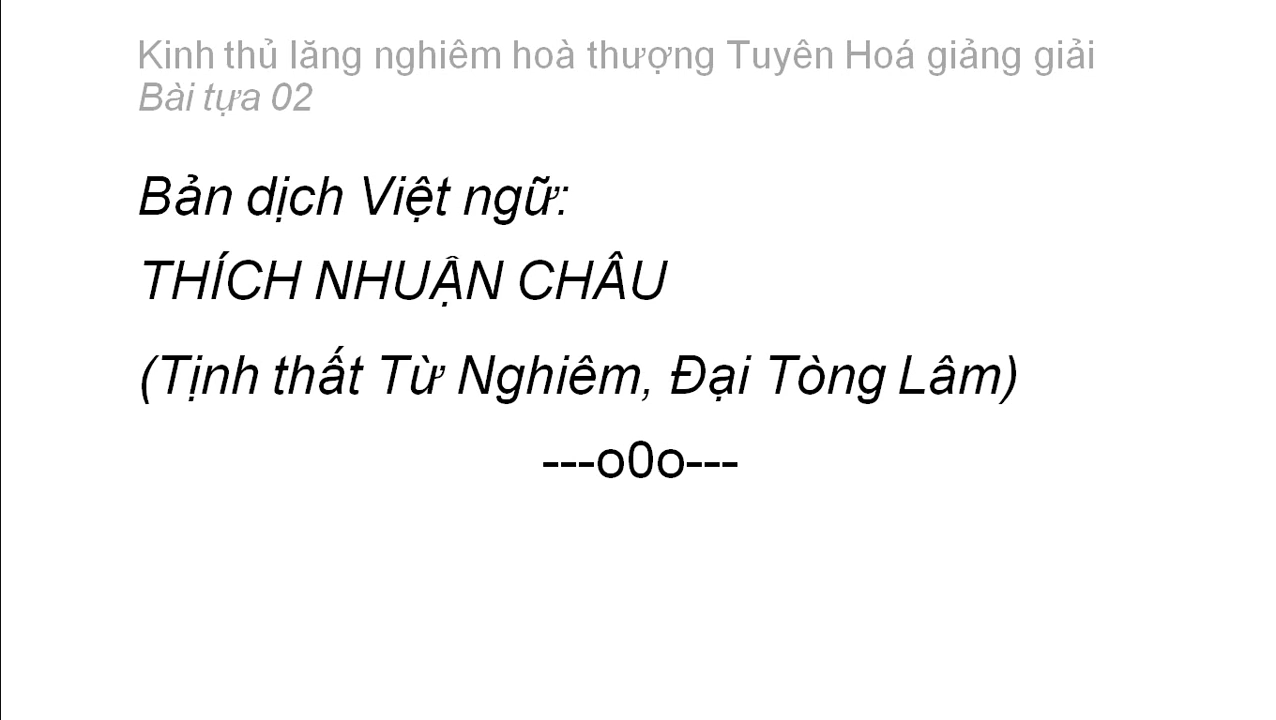 Kinh thủ lăng nghiêm hoà thượng Tuyên Hoá giảng giải
Bài tựa 02
Bản dịch Việt ngữ:
THÍCH NHUẬN CHÂU
(Tịnh thất Từ Nghiêm, Đại Tòng Lâm)
---o0o---